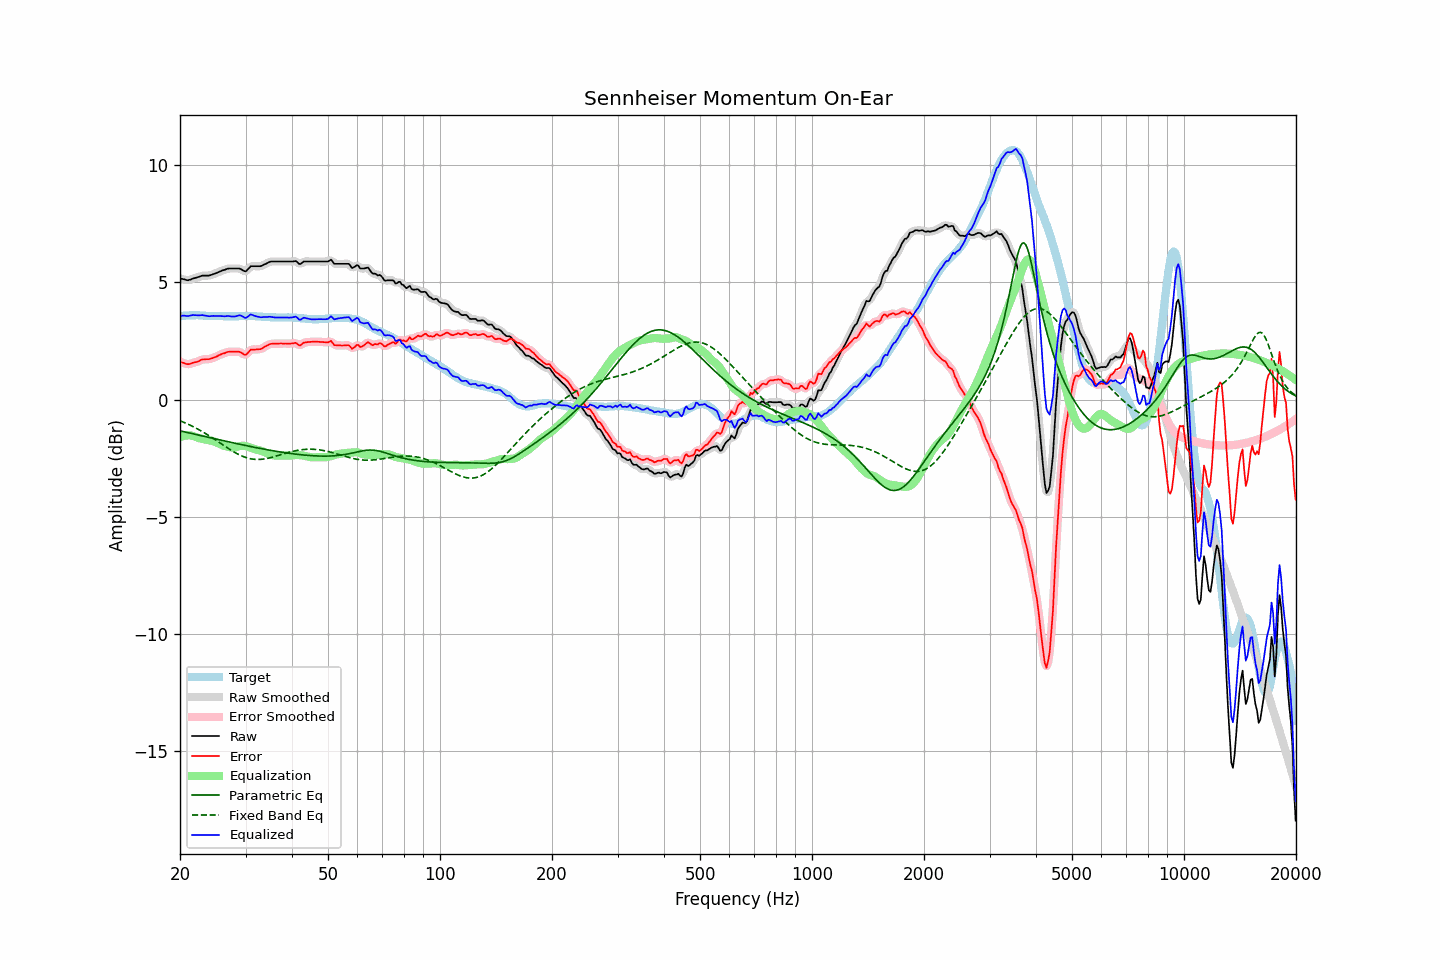 Sennheiser Momentum On-Ear
Amplitude (dBr)
10
5
0
−5
−10
−15
Target
Raw Smoothed
Error Smoothed
Raw
Error
Equalization
Parametric Eq
Fixed Band Eq
Equalized
20 50 100 200 500 1000 2000 5000 10000 20000
Frequency (Hz)